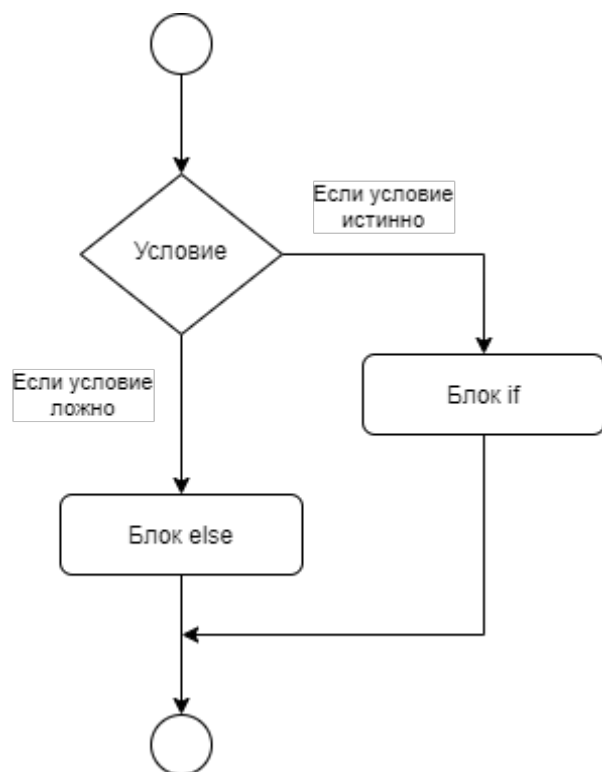 Если условие
истинно
Условие
Если условие
ложно
Блок if
Блок else